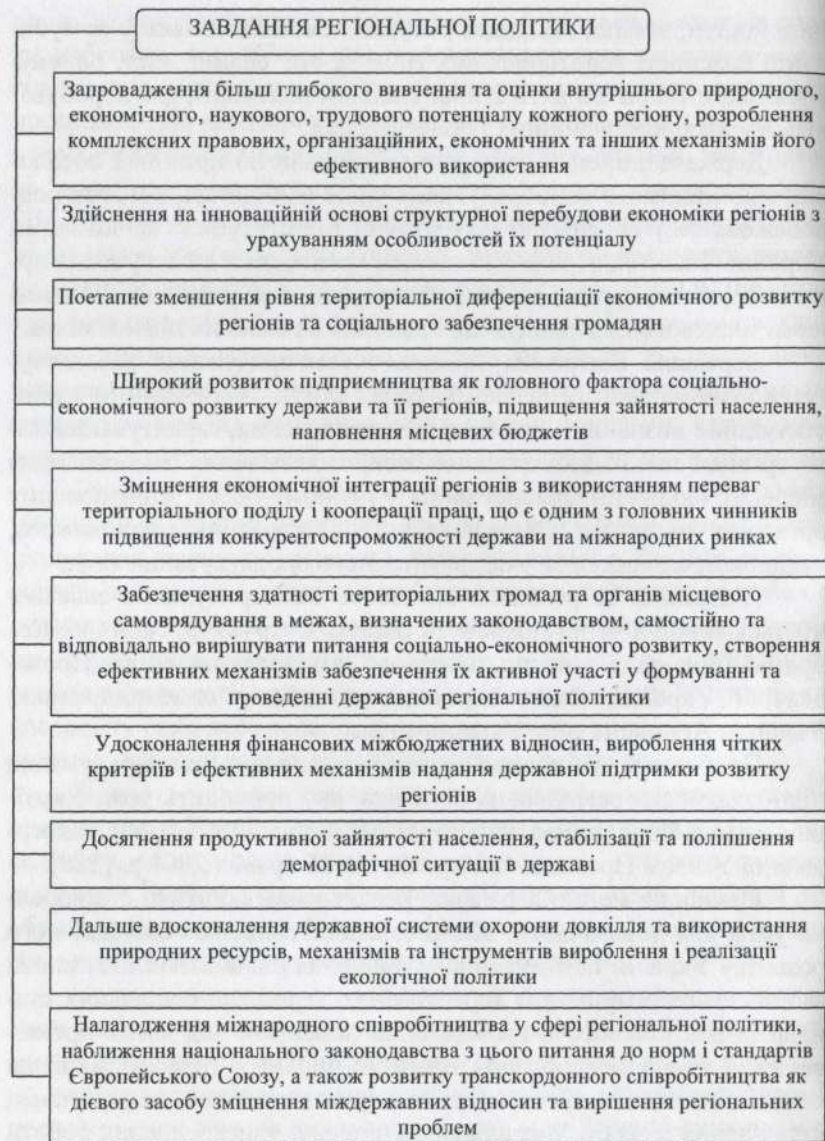 ЗАВДАННЯ РЕГІОНАЛЬНОЇ ПОЛІТИКИ
Запровадження більш глибокого вивчення та оцінки внутрішнього природного,
економічного, наукового, трудового потенціалу кожного регіону, розроблення
комплексних правових, організаційних, економічних та інших механізмів його
ефективного використання
Здійснення на інноваційній основі структурної перебудови економіки регіонів з
урахуванням особливостей їх потенціалу
Поетапне зменшення рівня територіальної диференціації економічного розвитку
регіонів та соціального забезпечення громадян
Широкий розвиток підприємництва як головного фактора соціально-
економічного розвитку держави та її регіонів, підвищення зайнятості населення,
наповнення місцевих бюджетів
Зміцнення економічної інтеграції регіонів з використанням переваг
територіального поділу і кооперації праці, що є одним з головних чинників
підвищення конкурентоспроможності держави на міжнародних ринках
Забезпечення здатності територіальних громад та органів місцевого
самоврядування в межах, визначених законодавством, самостійно та
відповідально вирішувати питання соціально-економічного розвитку, створення
ефективних механізмів забезпечення їх активної участі у формуванні та
проведенні державної регіональної політики
Удосконалення фінансових міжбюджетних відносин, вироблення чітких
критеріїв і ефективних механізмів надання державної підтримки розвитку
регіонів
Досягнення продуктивної зайнятості населення, стабілізації та поліпшення
демографічної ситуації в державі
Дальше вдосконалення державної системи охорони довкілля та використання
природних ресурсів, механізмів та інструментів вироблення і реалізації
екологічної політики
Налагодження міжнародного співробітництва у сфері регіональної політики,
наближення національного законодавства з цього питання до норм і стандартів
Європейського Союзу, а також розвитку транскордонного співробітництва як
дієвого засобу зміцнення міждержавних відносин та вирішення регіональних
проблем